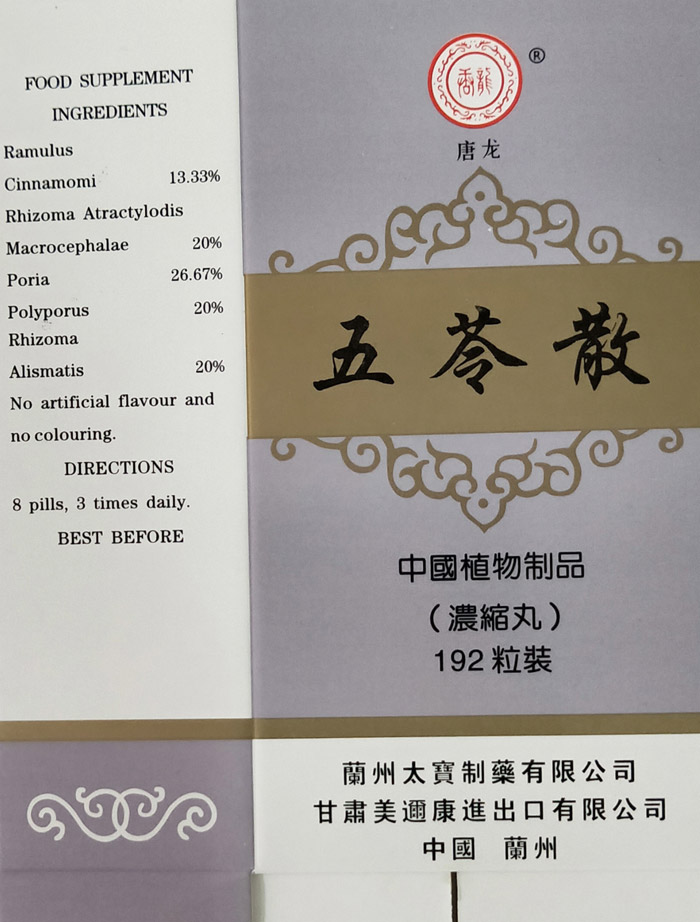 FOOD SUPPLEMENT
INGREDIENTS
Ramulus
Cinnamomi 13.33%
Rhizoma Atractylodis
Macrocephalae 20%
Poria 26.67%
Polyporus 20%
Rhizoma
Alismatis 20%
No artificial flavour and
no colouring.
DIRECTIONS
8 pills, 3 times daily.
BEST BEFORE
®
唐龙
五苓散
中國植物制品
（濃縮丸）
192粒裝
蘭州太寶制藥有限公司
甘肅美邇康進出口有限公司
中國 蘭州